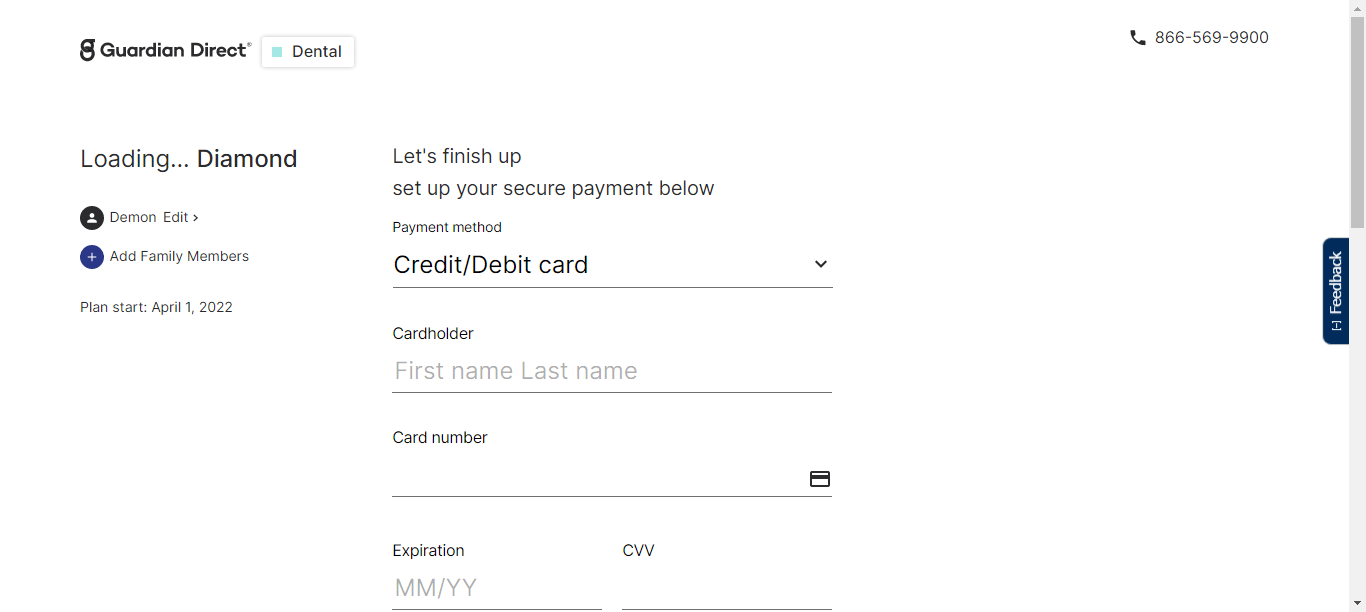 Guardian Direct® Dental
866-569-9900
Loading... Diamond
Demon Edit ›
Add Family Members
Plan start: April 1, 2022
Let's finish up
set up your secure payment below
Payment method
Credit/Debit card
Cardholder
First name Last name
Card number
Expiration CVV
MM/YY
[-] Feedback